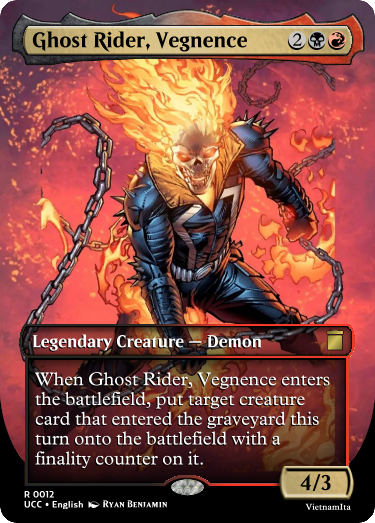 Ghost Rider, Vegnence 2
Legendary Creature — Demon
When Ghost Rider, Vegnence enters
the battlefield, put target creature
card that entered the graveyard this
turn onto the battlefield with a
finality counter on it.
4/3
R 0012
UCC • English Ryan Benjamin
VietnamIta